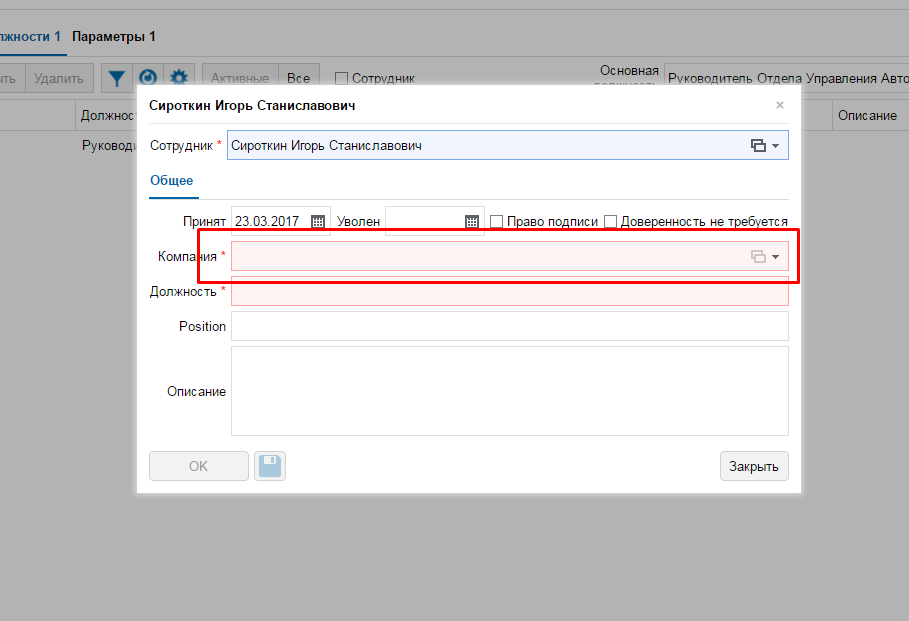 лжности 1 Параметры 1
ыть Удалить Активные Все Сотрудник Основная должность Руководитель Отдела Управления Авто
Должнос Описание
Руковод
Сироткин Игорь Станиславович ×
Сотрудник * Сироткин Игорь Станиславович
Общее
Принят 23.03.2017 Уволен Право подписи Доверенность не требуется
Компания *
Должность *
Position
Описание
OK Закрыть